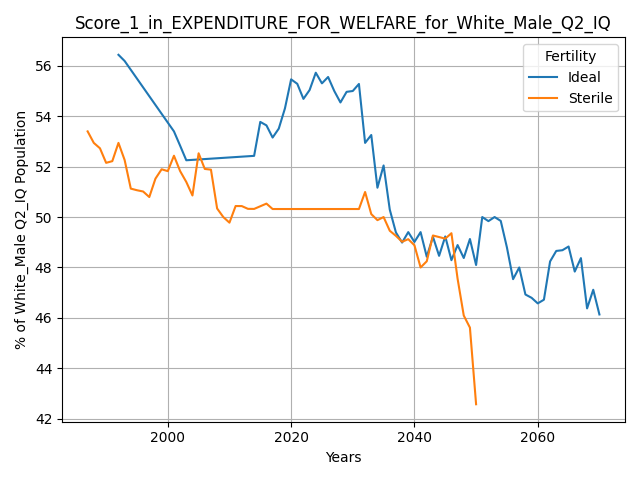 Score_1_in_EXPENDITURE_FOR_WELFARE_for_White_Male_Q2_IQ
Fertility
Ideal
Sterile
% of White_Male Q2_IQ Population
56
54
52
50
48
46
44
42
2000
2020
2040
2060
Years